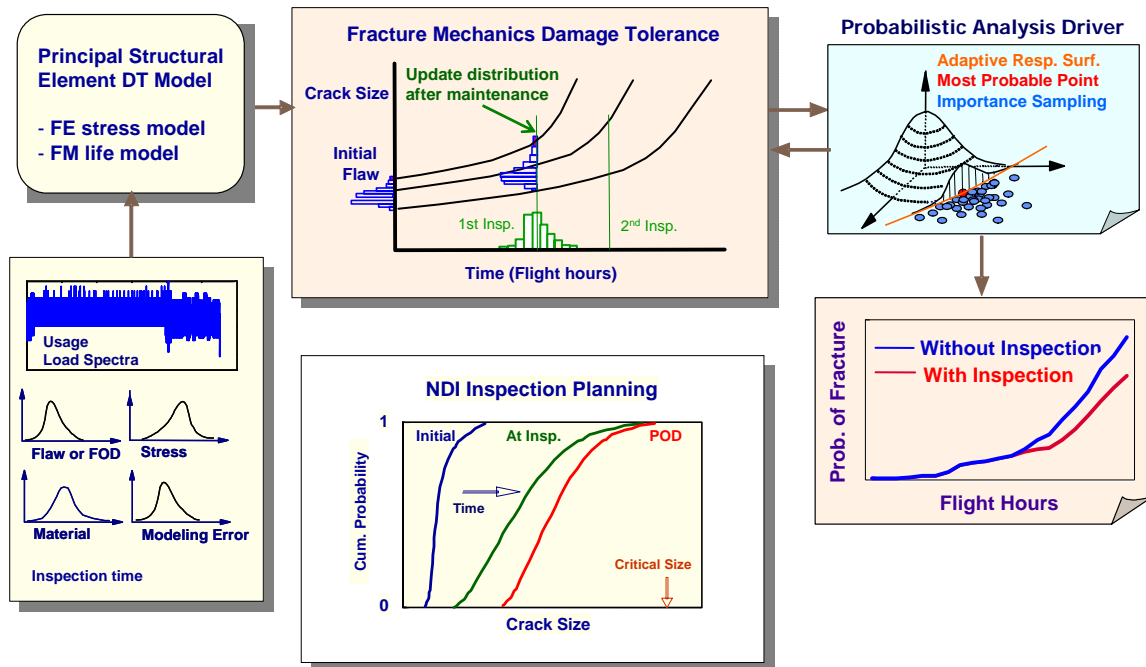 Principal Structural
Element DT Model
- FE stress model
- FM life model
Fracture Mechanics Damage Tolerance
Update distribution
after maintenance
Crack Size
Initial
Flaw
1st Insp.
2nd Insp.
Time (Flight hours)
Probabilistic Analysis Driver
Adaptive Resp. Surf.
Most Probable Point
Importance Sampling
Usage
Load Spectra
Flaw or FOD
Stress
Material
Modeling Error
Inspection time
NDI Inspection Planning
1
Initial
At Insp.
POD
Time
Cum. Probability
Critical Size
0
Crack Size
Without Inspection
With Inspection
Prob. of Fracture
Flight Hours